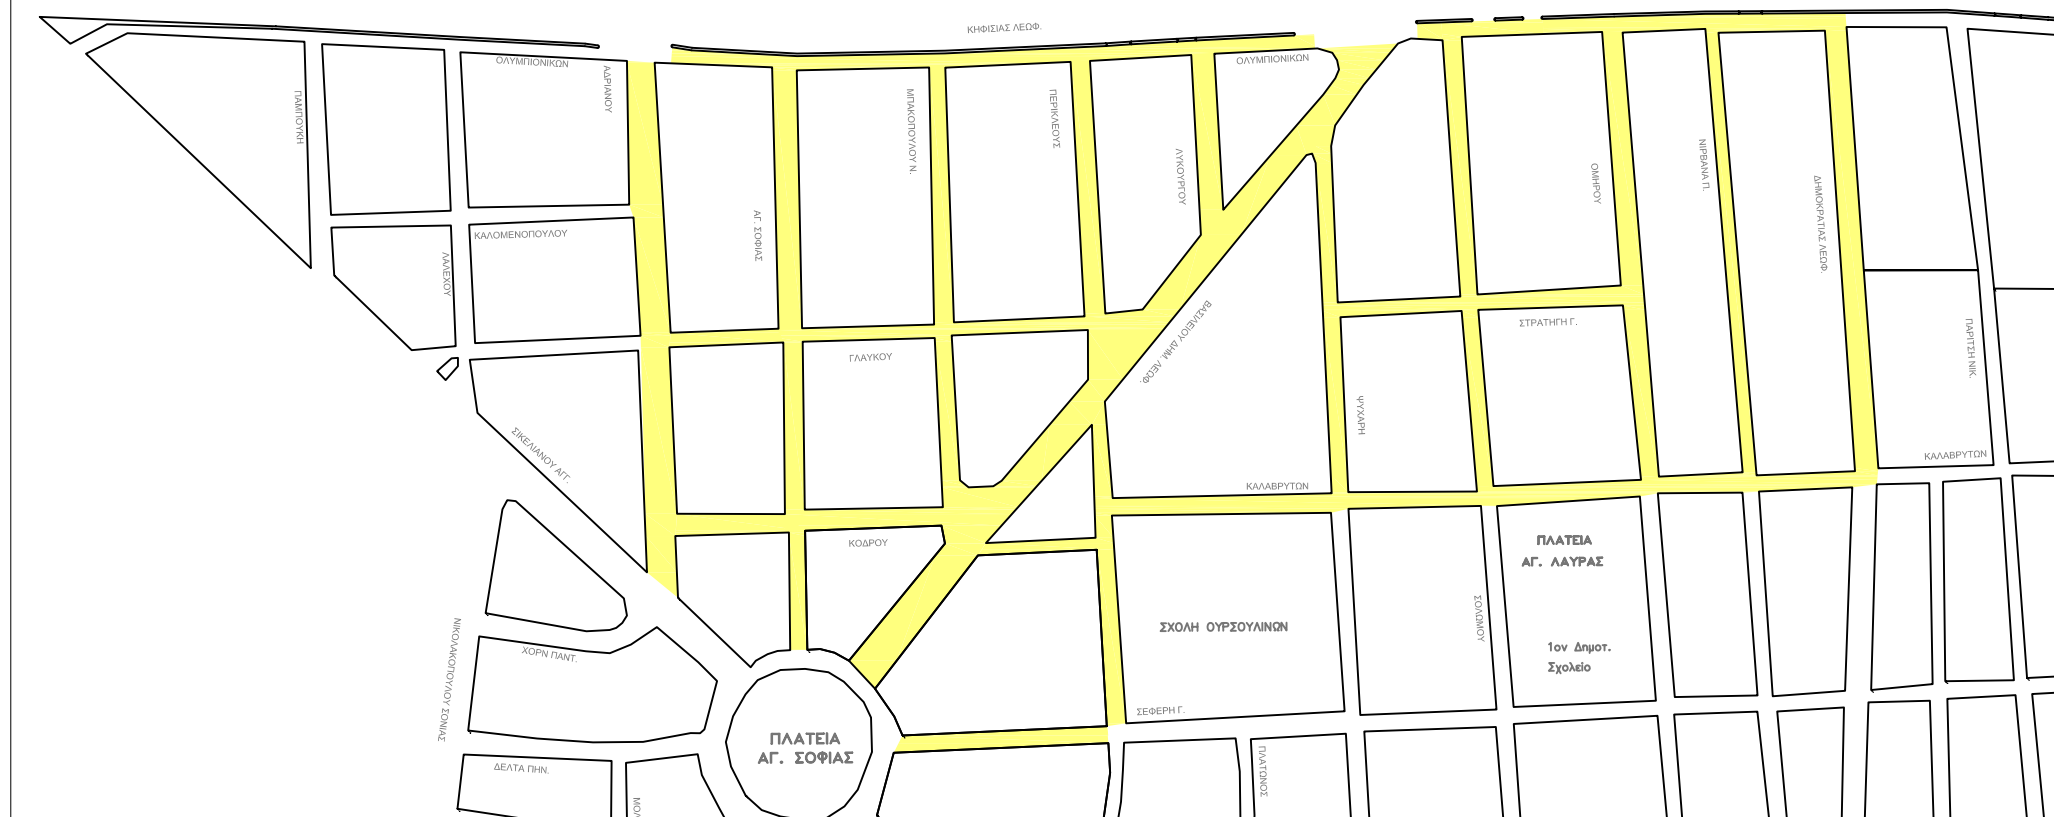 ΚΗΦΙΣΙΑΣ ΛΕΩΦ.
ΟΛΥΜΠΙΟΝΙΚΩΝ
ΟΛΥΜΠΙΟΝΙΚΩΝ
ΠΑΜΠΟΥΚΗ
ΑΔΡΙΑΝΟΥ
ΜΠΑΚΟΠΟΥΛΟΥ Ν.
ΠΕΡΙΚΛΕΟΥΣ
ΛΥΚΟΥΡΓΟΥ
ΟΜΗΡΟΥ
ΝΙΡΒΑΝΑ Π.
ΔΗΜΟΚΡΑΤΙΑΣ ΛΕΩΦ.
ΑΓ. ΣΟΦΙΑΣ
ΚΑΛΟΜΕΝΟΠΟΥΛΟΥ
ΛΑΛΕΧΟΥ
ΒΑΣΙΛΕΙΟΥ ΔΗΜ. ΛΕΩΦ.
ΣΤΡΑΤΗΓΗ Γ.
ΠΑΡΙΤΣΗ ΝΙΚ.
ΓΛΑΥΚΟΥ
ΨΥΧΑΡΗ
ΣΙΚΕΛΙΑΝΟΥ ΑΓΓ.
ΚΑΛΑΒΡΥΤΩΝ
ΚΑΛΑΒΡΥΤΩΝ
ΚΟΔΡΟΥ
ΠΛΑΤΕΙΑ
ΑΓ. ΛΑΥΡΑΣ
ΣΟΛΩΜΟΥ
ΣΧΟΛΗ ΟΥΡΣΟΥΛΙΝΩΝ
1ον Δημοτ.
Σχολείο
ΝΙΚΟΛΑΚΟΠΟΥΛΟΥ ΣΟΝΙΑΣ
ΧΟΡΝ ΠΑΝΤ.
ΣΕΦΕΡΗ Γ.
ΠΛΑΤΕΙΑ
ΑΓ. ΣΟΦΙΑΣ
ΔΕΛΤΑ ΠΗΝ.
ΠΛΑΤΩΝΟΣ